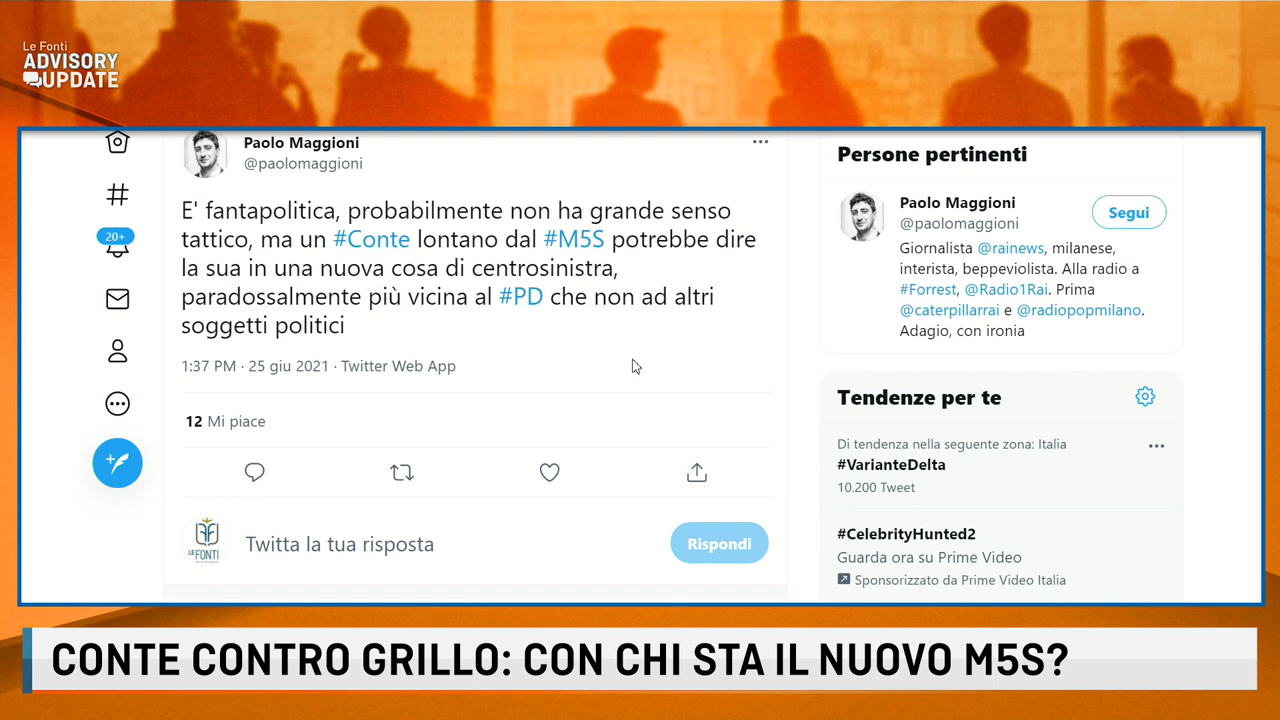 Le Fonti
ADVISORY
UPDATE
Paolo Maggioni
@paolomaggioni
E' fantapolitica, probabilmente non ha grande senso
tattico, ma un #Conte lontano dal #M5S potrebbe dire
la sua in una nuova cosa di centrosinistra,
paradossalmente più vicina al #PD che non ad altri
soggetti politici
1:37 PM · 25 giu 2021 · Twitter Web App
12 Mi piace
LE FONTI
Twitta la tua risposta
Rispondi
20+
Persone pertinenti
Paolo Maggioni
@paolomaggioni
Segui
Giornalista @rainews, milanese,
interista, beppeviolista. Alla radio a
#Forrest, @Radio1Rai. Prima
@caterpillarrai e @radiopopmilano.
Adagio, con ironia
Tendenze per te
Di tendenza nella seguente zona: Italia
#VarianteDelta
10.200 Tweet
#CelebrityHunted2
Guarda ora su Prime Video
Sponsorizzato da Prime Video Italia
CONTE CONTRO GRILLO: CON CHI STA IL NUOVO M5S?